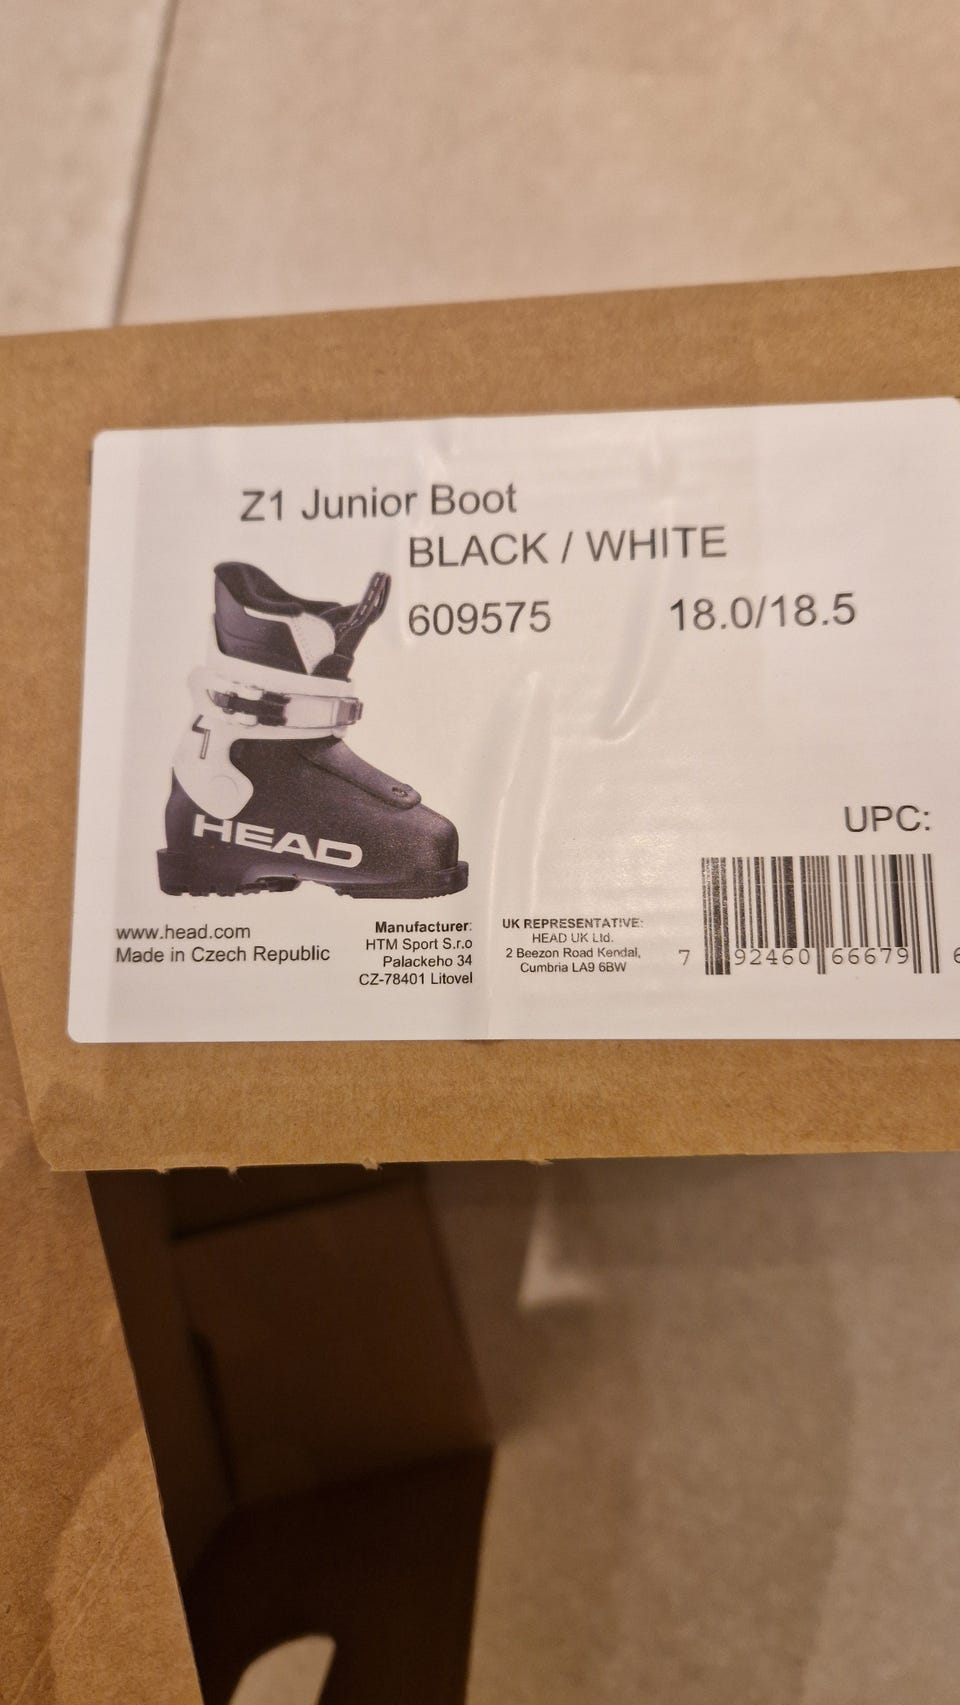 Z1 Junior Boot
BLACK / WHITE
609575 18.0/18.5
HEAD
UPC:
7 92460 66679 6
www.head.com
Made in Czech Republic
Manufacturer:
HTM Sport S.r.o
Palackeho 34
CZ-78401 Litovel
UK REPRESENTATIVE:
HEAD UK Ltd.
2 Beezon Road Kendal,
Cumbria LA9 6BW